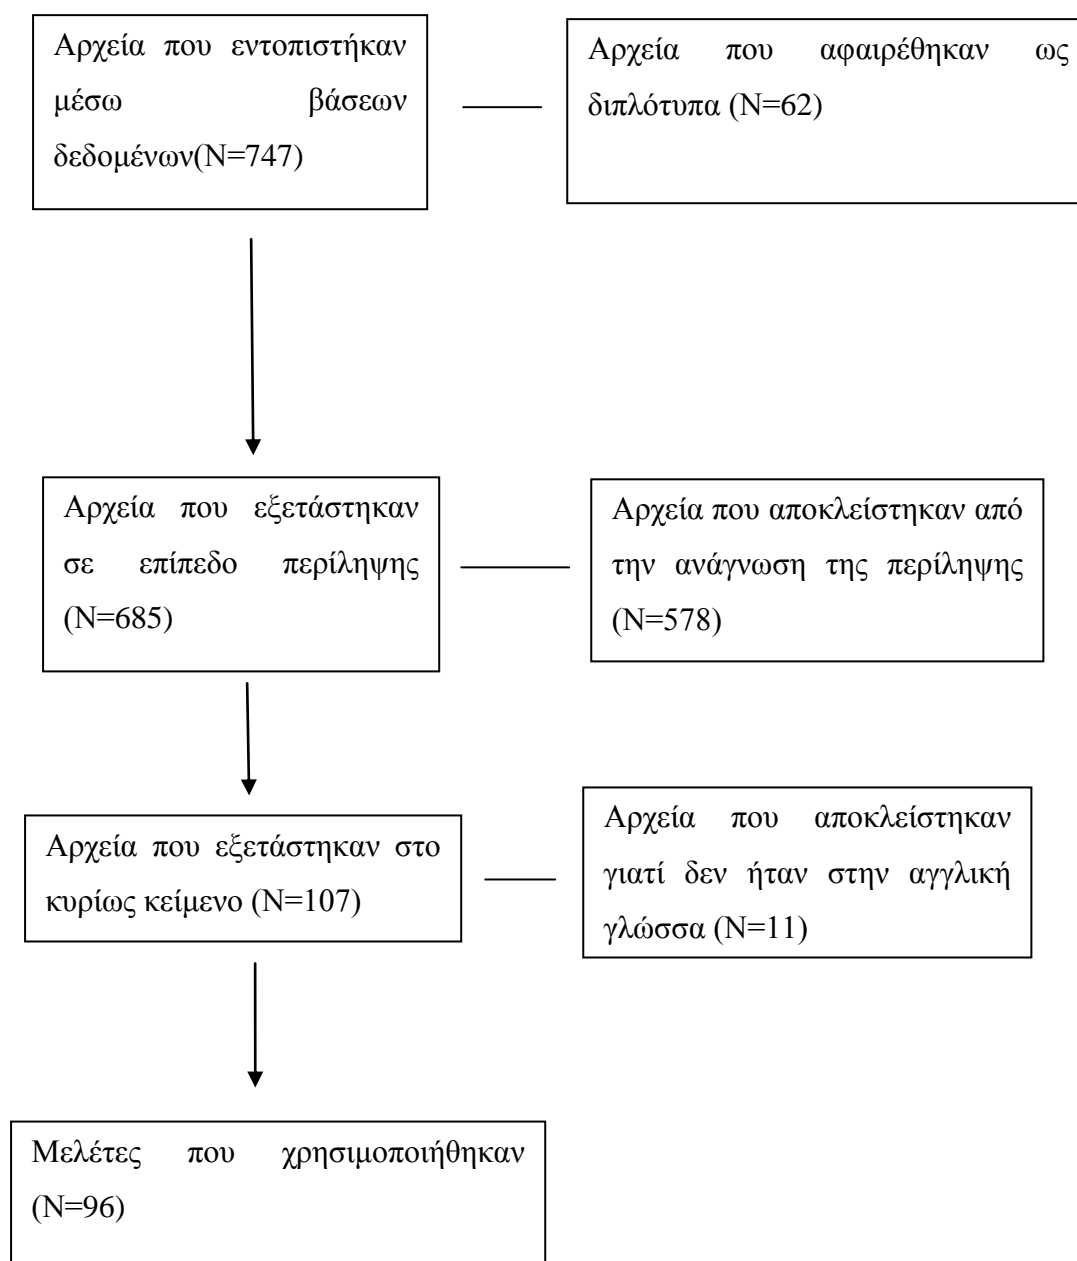 Αρχεία που εντοπιστήκαν
μέσω βάσεων
δεδομένων(Ν=747)
Αρχεία που αφαιρέθηκαν ως
διπλότυπα (Ν=62)
Αρχεία που εξετάστηκαν
σε επίπεδο περίληψης
(Ν=685)
Αρχεία που αποκλείστηκαν από
την ανάγνωση της περίληψης
(Ν=578)
Αρχεία που εξετάστηκαν στο
κυρίως κείμενο (Ν=107)
Αρχεία που αποκλείστηκαν
γιατί δεν ήταν στην αγγλική
γλώσσα (Ν=11)
Μελέτες που χρησιμοποιήθηκαν
(Ν=96)